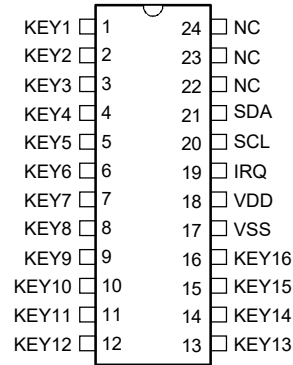 KEY1 1 24 NC
KEY2 2 23 NC
KEY3 3 22 NC
KEY4 4 21 SDA
KEY5 5 20 SCL
KEY6 6 19 IRQ
KEY7 7 18 VDD
KEY8 8 17 VSS
KEY9 9 16 KEY16
KEY10 10 15 KEY15
KEY11 11 14 KEY14
KEY12 12 13 KEY13